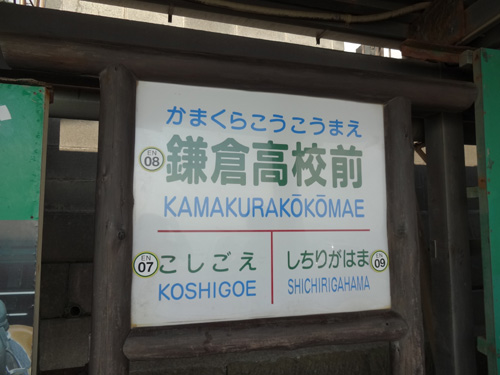 かまくらこうこうまえ
EN
08
鎌倉高校前
KAMAKURAKŌKŌMAE
EN
07
こしごえ
KOSHIGOE
しちりがはま
SHICHIRIGAHAMA
EN
09